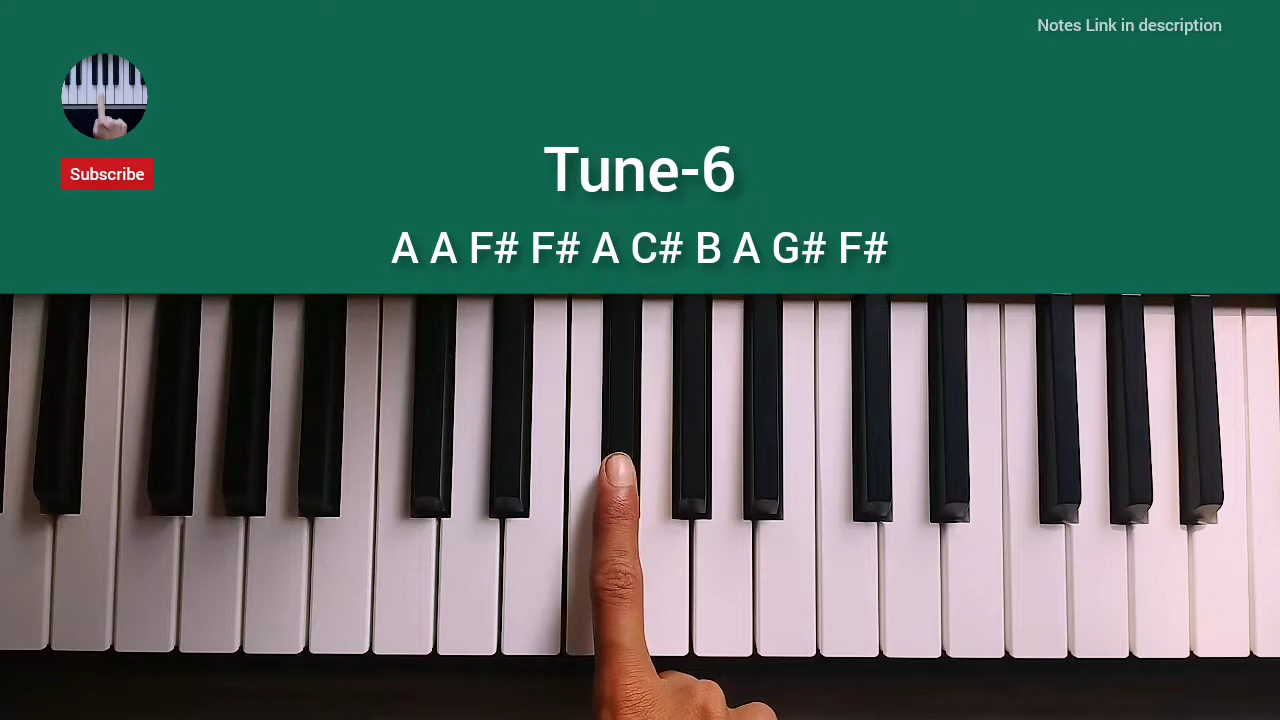 Notes Link in description
Subscribe
Tune-6
A A F# F# A C# B A G# F#